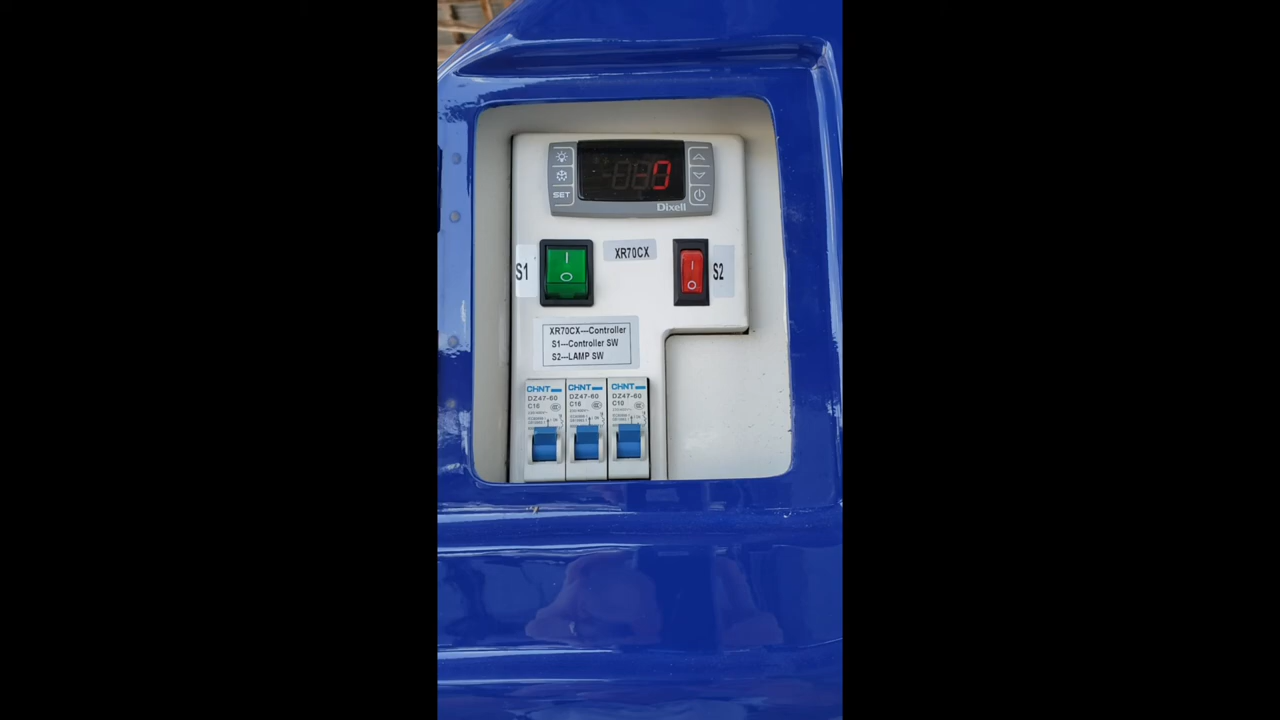 0
SET
Dixell
S1
XR70CX
S2
XR70CX---Controller
S1---Controller SW
S2---LAMP SW
CHNT CHNT CHNT
DZ47-60 DZ47-60 DZ47-60
C16 C16 C10